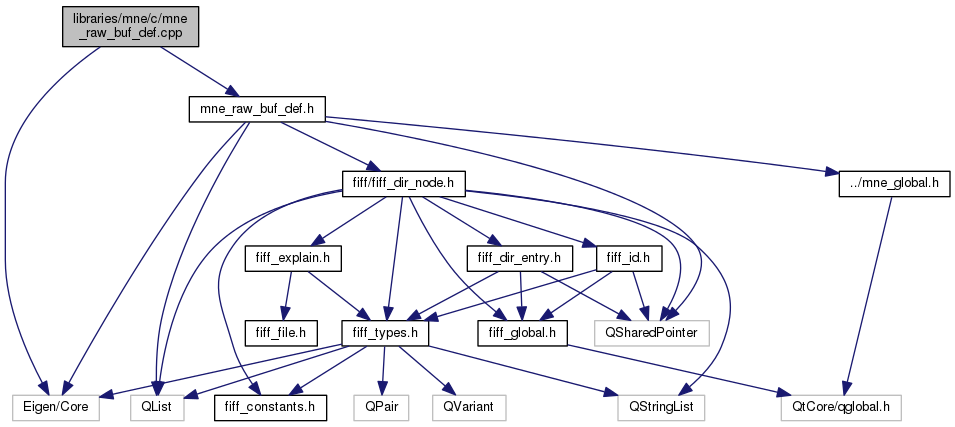 libraries/mne/c/mne
_raw_buf_def.cpp
mne_raw_buf_def.h
fiff/fiff_dir_node.h
../mne_global.h
fiff_explain.h
fiff_dir_entry.h
fiff_id.h
fiff_file.h
fiff_types.h
fiff_global.h
QSharedPointer
Eigen/Core
QList
fiff_constants.h
QPair
QVariant
QStringList
QtCore/qglobal.h